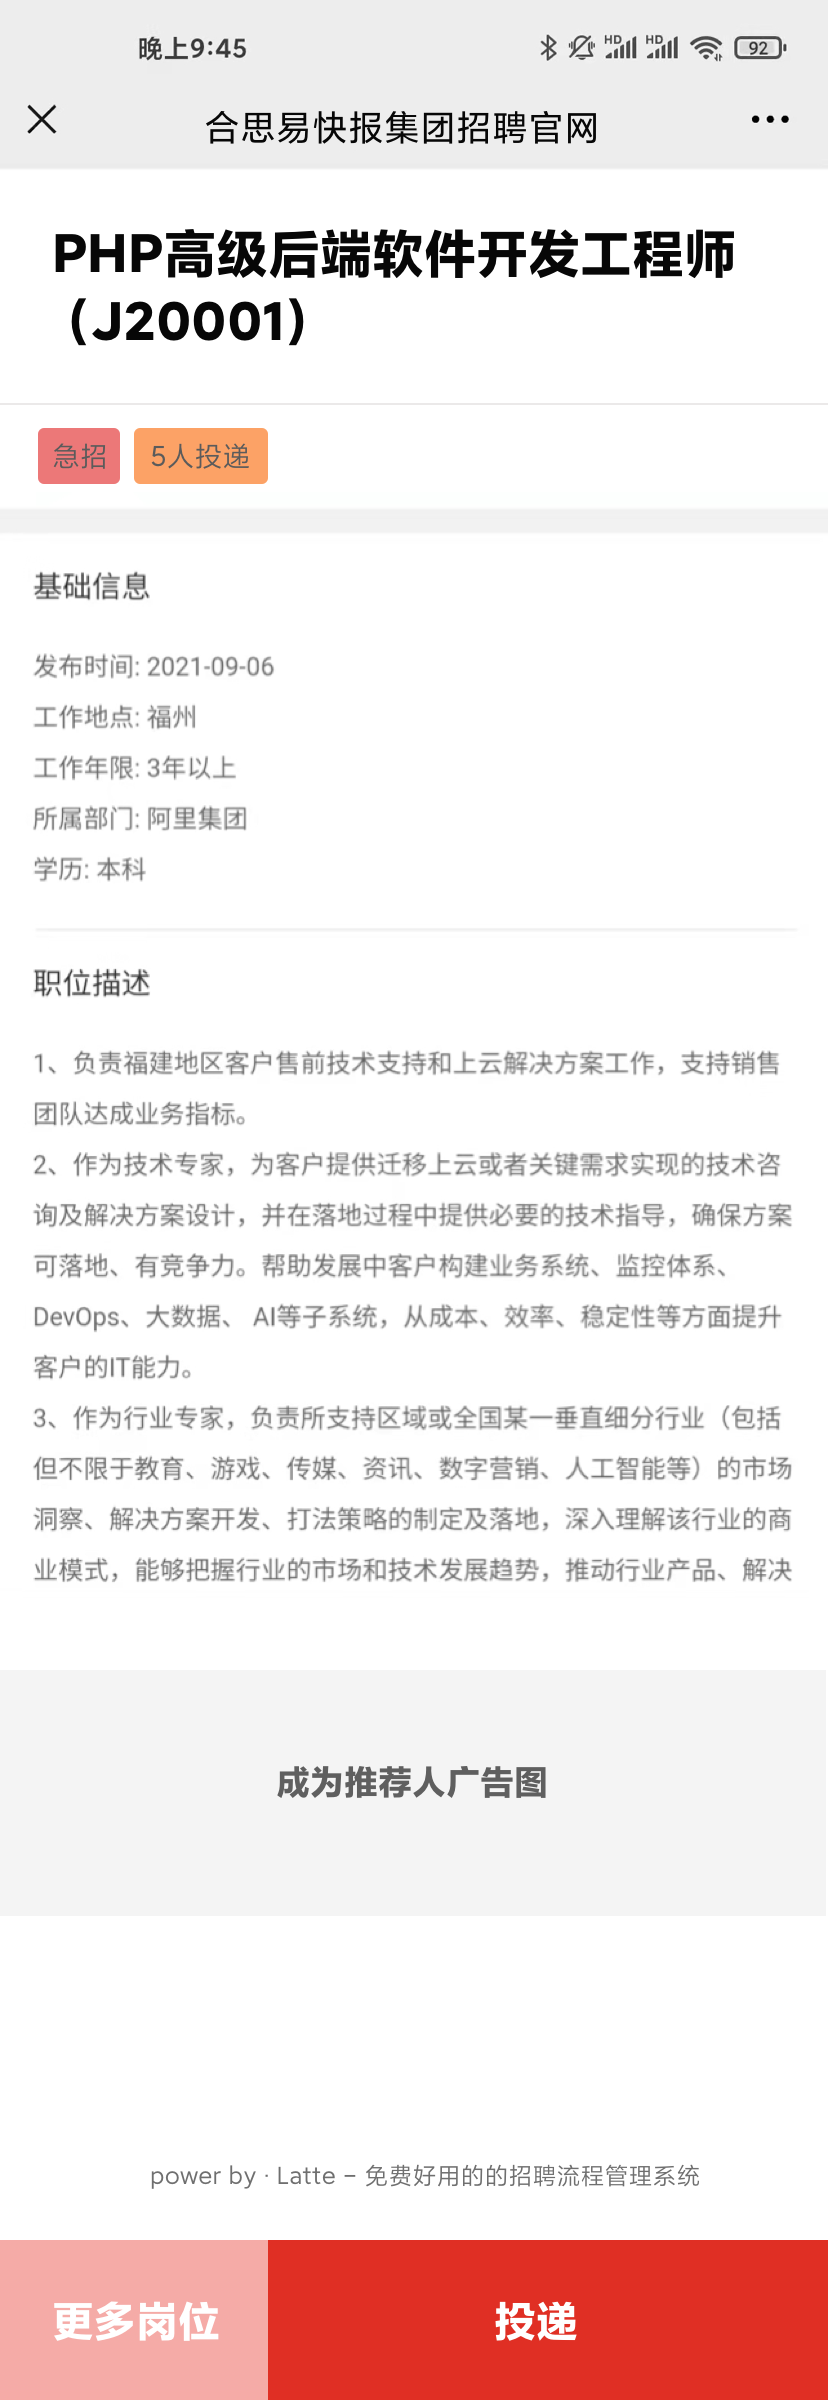 晚上9:45
HD HD 92
合思易快报集团招聘官网
PHP高级后端软件开发工程师
（J20001）
急招 5人投递
基础信息
发布时间: 2021-09-06
工作地点: 福州
工作年限: 3年以上
所属部门: 阿里集团
学历: 本科
职位描述
1、负责福建地区客户售前技术支持和上云解决方案工作，支持销售
团队达成业务指标。
2、作为技术专家，为客户提供迁移上云或者关键需求实现的技术咨
询及解决方案设计，并在落地过程中提供必要的技术指导，确保方案
可落地、有竞争力。帮助发展中客户构建业务系统、监控体系、
DevOps、大数据、 AI等子系统，从成本、效率、稳定性等方面提升
客户的IT能力。
3、作为行业专家，负责所支持区域或全国某一垂直细分行业（包括
但不限于教育、游戏、传媒、资讯、数字营销、人工智能等）的市场
洞察、解决方案开发、打法策略的制定及落地，深入理解该行业的商
业模式，能够把握行业的市场和技术发展趋势，推动行业产品、解决
成为推荐人广告图
power by · Latte - 免费好用的的招聘流程管理系统
更多岗位 投递